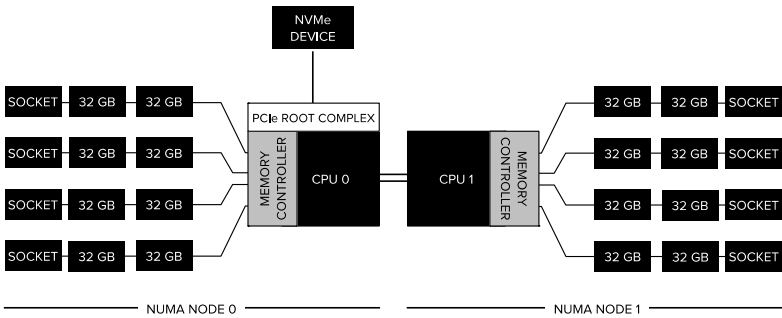 NVMe
DEVICE
PCIe ROOT COMPLEX
SOCKET 32 GB 32 GB
SOCKET 32 GB 32 GB
SOCKET 32 GB 32 GB
SOCKET 32 GB 32 GB
MEMORY
CONTROLLER
CPU 0
CPU 1
MEMORY
CONTROLLER
32 GB 32 GB SOCKET
32 GB 32 GB SOCKET
32 GB 32 GB SOCKET
32 GB 32 GB SOCKET
NUMA NODE 0
NUMA NODE 1